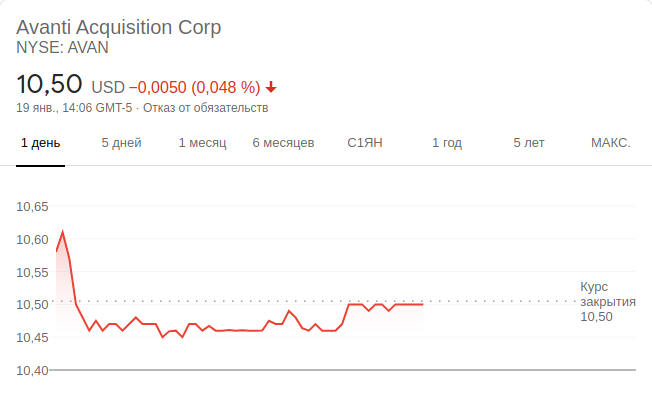 Avanti Acquisition Corp
NYSE: AVAN
10,50 USD −0,0050 (0,048 %)
19 янв., 14:06 GMT-5 · Отказ от обязательств
1 день 5 дней 1 месяц 6 месяцев С1ЯН 1 год 5 лет МАКС.
10,65
10,60
10,55
10,50
10,45
10,40
Курс
закрытия
10,50